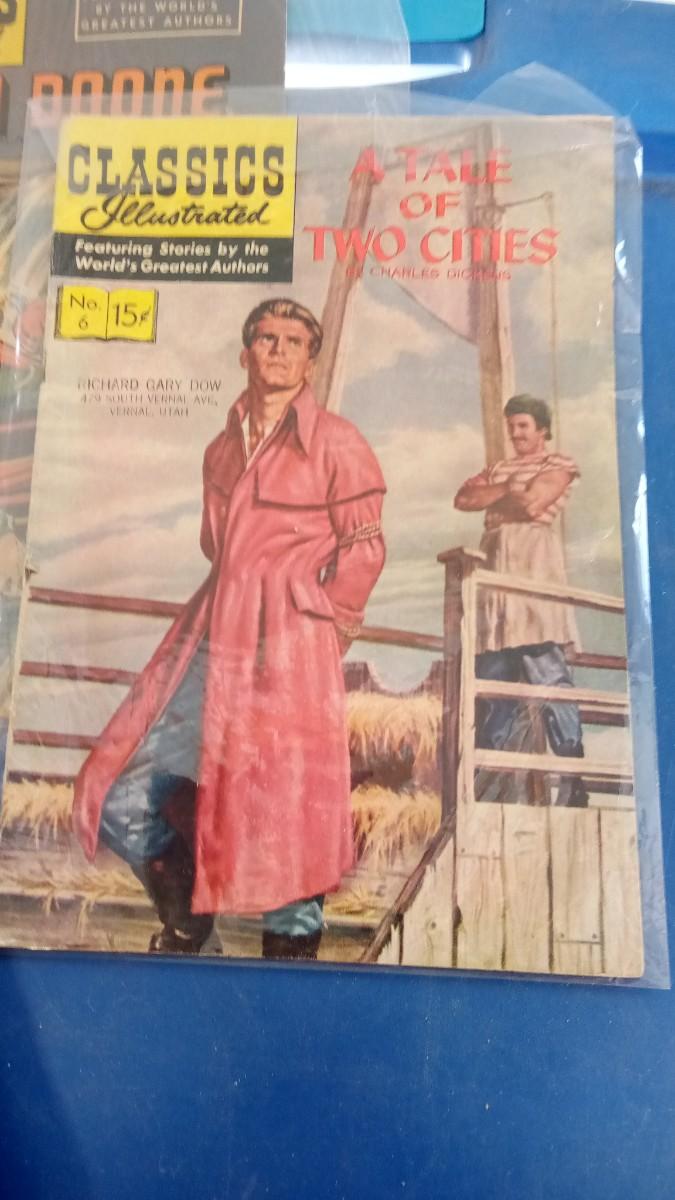 BY THE WORLD'S
GREATEST AUTHORS
BOONE
CLASSICS
Illustrated
Featuring Stories by the
World's Greatest Authors
No.
6
15¢
A TALE
OF
TWO CITIES
BY CHARLES DICKENS
RICHARD GARY DOW
479 SOUTH VERNAL AVE,
VERNAL, UTAH